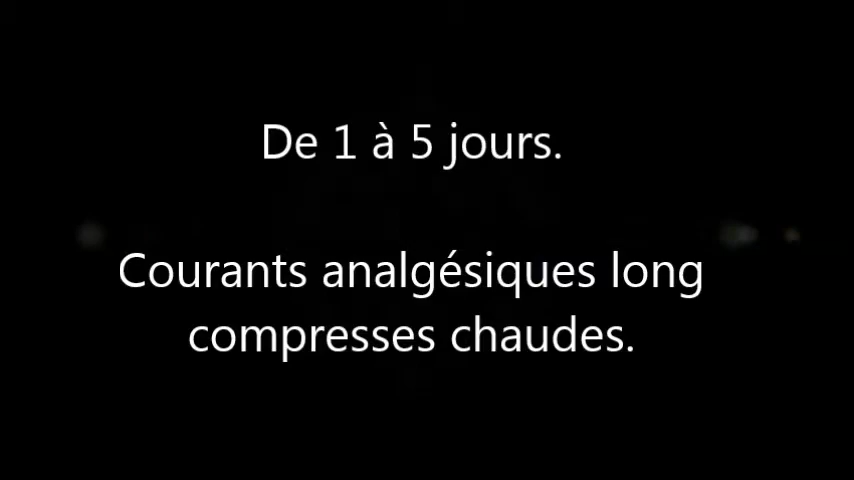 De 1 à 5 jours.
Courants analgésiques long
compresses chaudes.